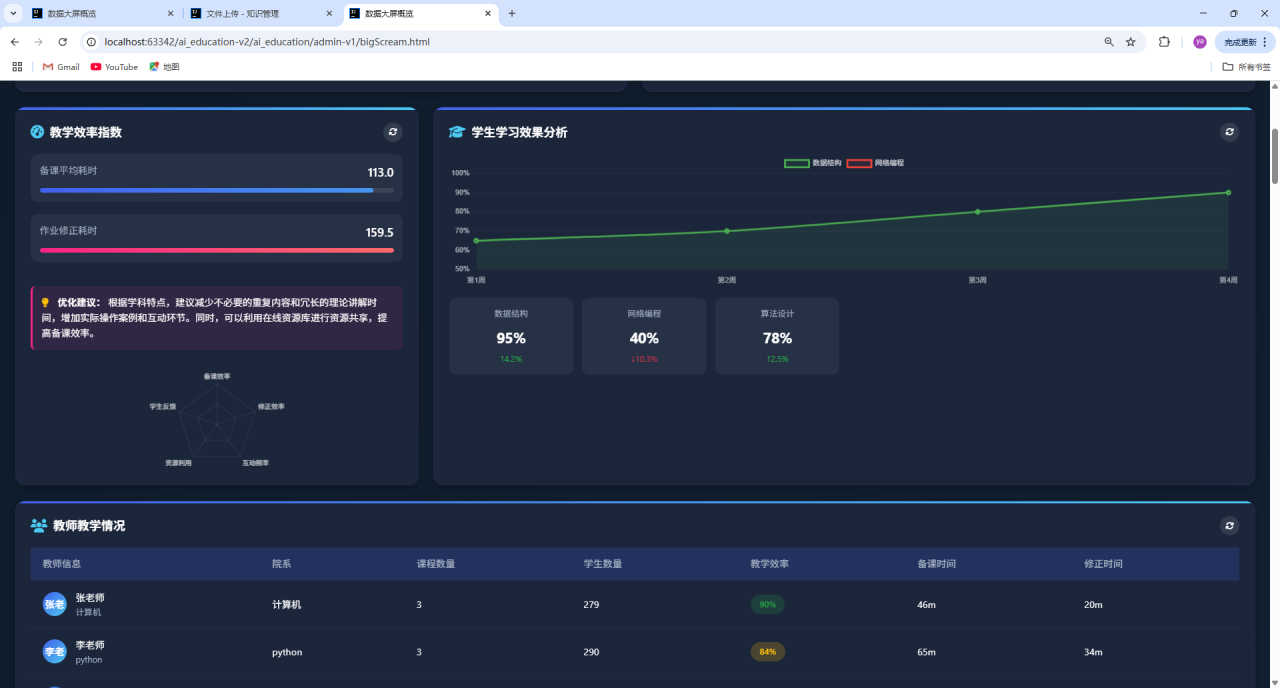 数据大屏概览
文件上传 - 知识管理
数据大屏概览
localhost:63342/ai_education-v2/ai_education/admin-v1/bigScream.html
ya
完成更新
Gmail
YouTube
地图
所有书签
教学效率指数
备课平均耗时
113.0
作业修正耗时
159.5
优化建议： 根据学科特点，建议减少不必要的重复内容和冗长的理论讲解时
间，增加实际操作案例和互动环节。同时，可以利用在线资源库进行资源共享，提
高备课效率。
备课效率
学生反馈
修正效率
资源利用
互动频率
学生学习效果分析
数据结构
网络编程
100%
90%
80%
70%
60%
50%
第1周
第2周
第3周
第4周
数据结构
95%
↑4.2%
网络编程
40%
↓10.3%
算法设计
78%
↑2.5%
教师教学情况
教师信息 院系 课程数量 学生数量 教学效率 备课时间 修正时间
张老 张老师 计算机 3 279 90% 46m 20m
计算机
李老 李老师 python 3 290 84% 65m 34m
python